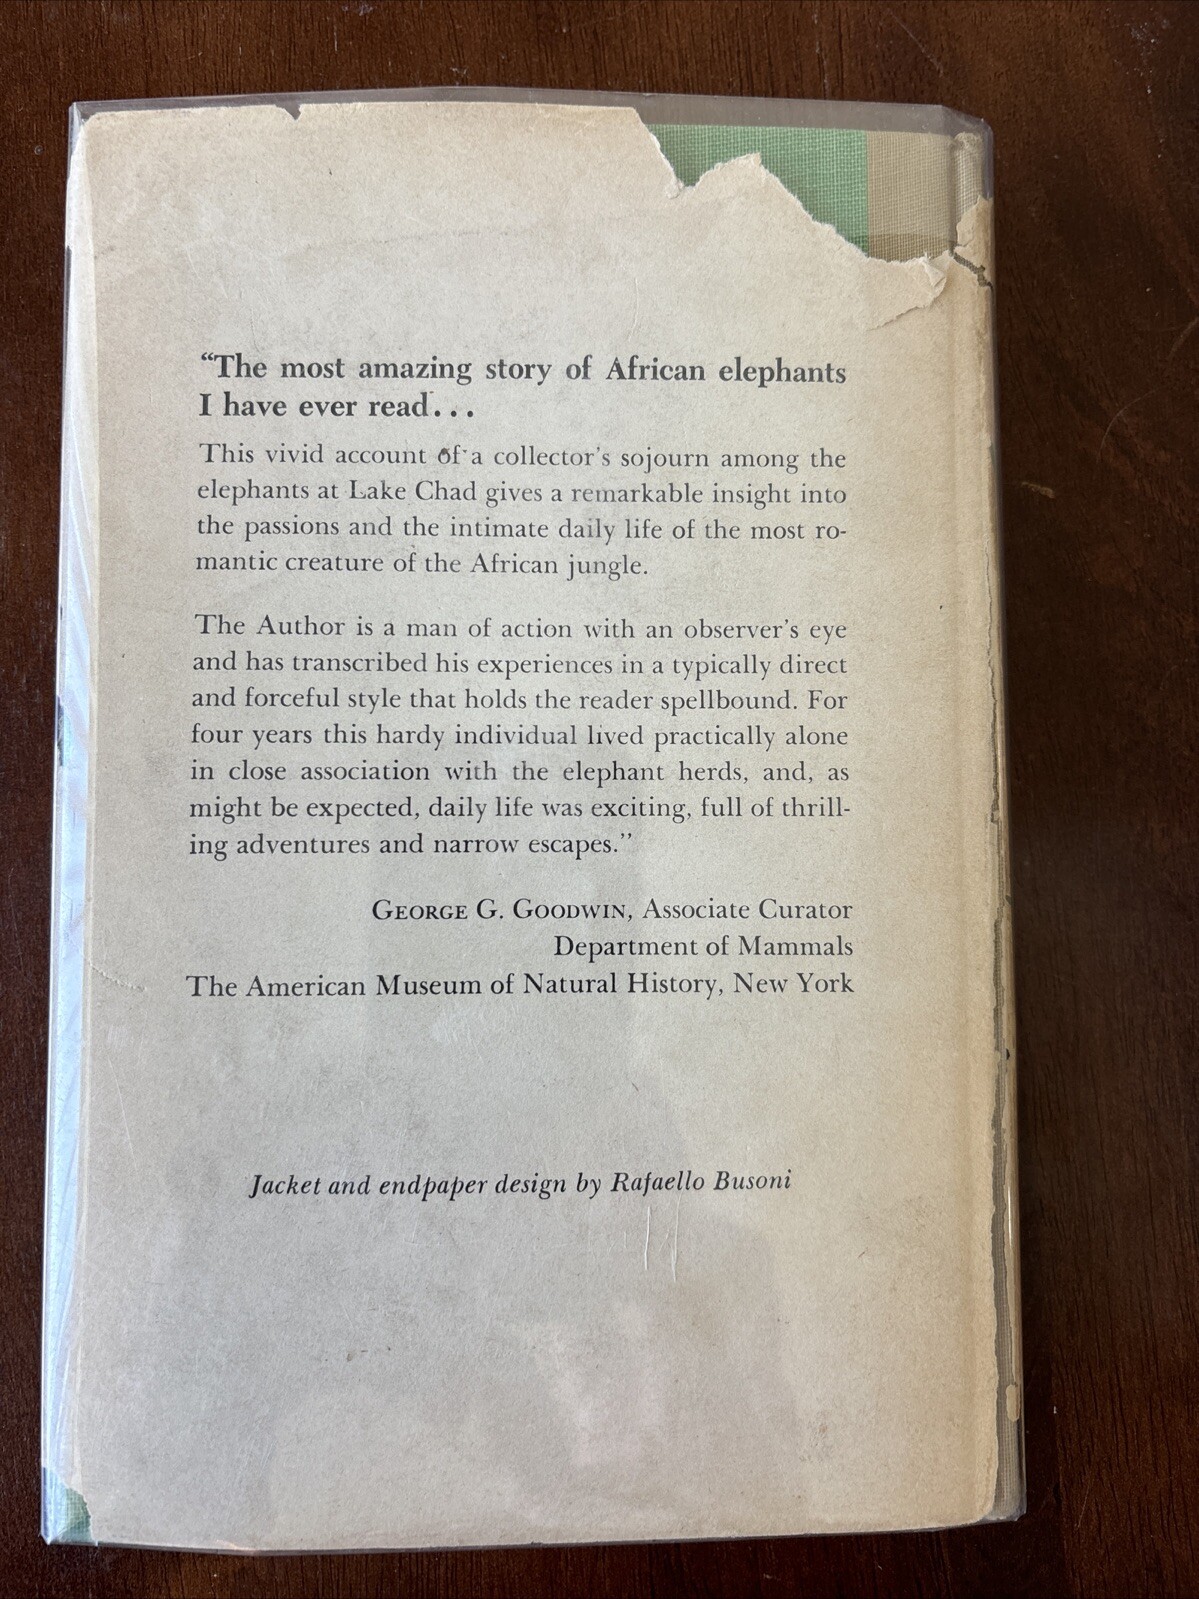 “The most amazing story of African elephants
I have ever read...
This vivid account of a collector’s sojourn among the
elephants at Lake Chad gives a remarkable insight into
the passions and the intimate daily life of the most ro-
mantic creature of the African jungle.
The Author is a man of action with an observer’s eye
and has transcribed his experiences in a typically direct
and forceful style that holds the reader spellbound. For
four years this hardy individual lived practically alone
in close association with the elephant herds, and, as
might be expected, daily life was exciting, full of thrill-
ing adventures and narrow escapes.”
GEORGE G. GOODWIN, Associate Curator
Department of Mammals
The American Museum of Natural History, New York
Jacket and endpaper design by Rafaello Busoni